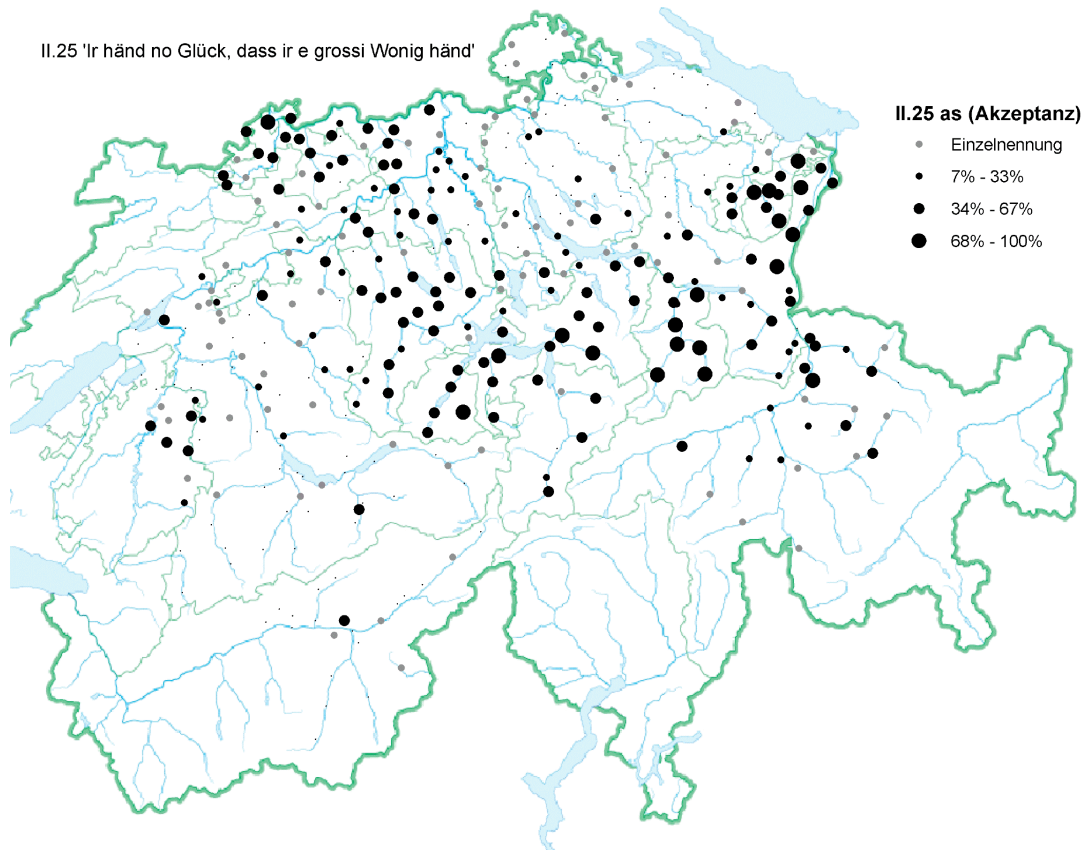 II.25 'Ir händ no Glück, dass ir e grossi Wonig händ'
II.25 as (Akzeptanz)
Einzelnennung
7% - 33%
34% - 67%
68% - 100%